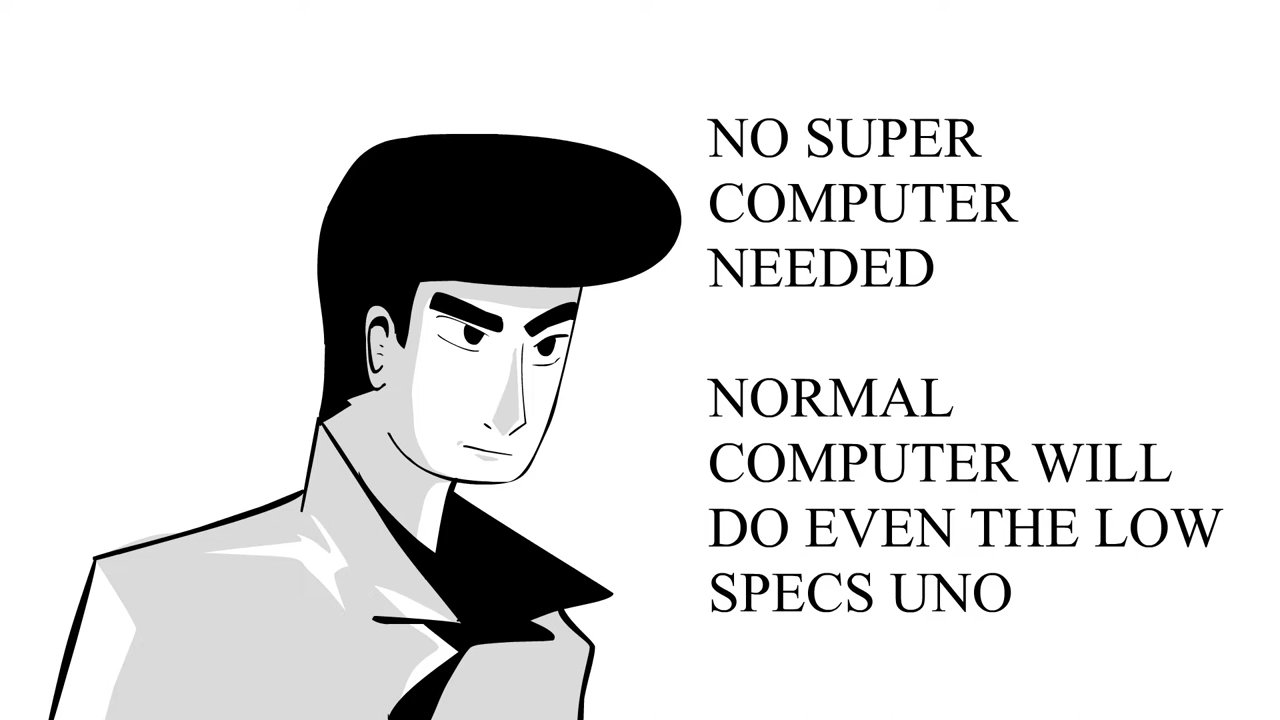 NO SUPER
COMPUTER
NEEDED
NORMAL
COMPUTER WILL
DO EVEN THE LOW
SPECS UNO